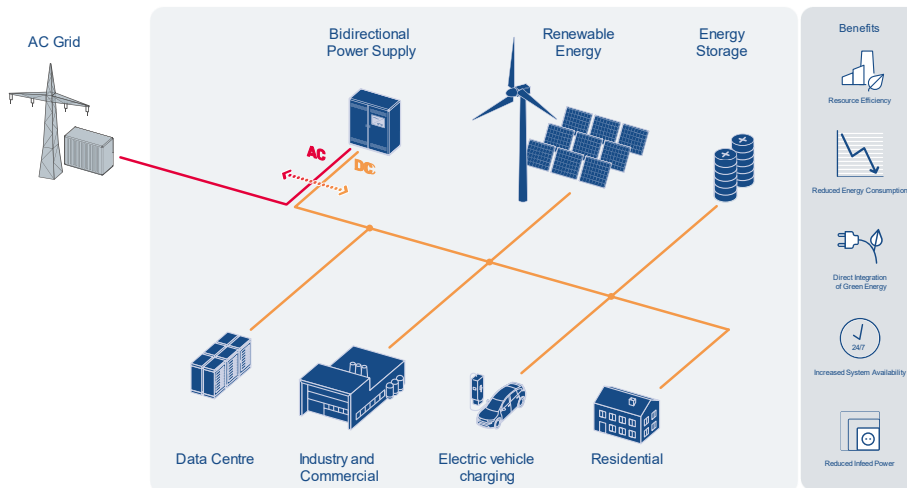 AC Grid
Bidirectional
Power Supply
Renewable
Energy
Energy
Storage
Benefits
AC
DC
Resource Efficiency
Reduced Energy Consumption
Direct Integration
of Green Energy
24/7
Increased System Availability
Reduced Infeed Power
Data Centre
Industry and
Commercial
Electric vehicle
charging
Residential